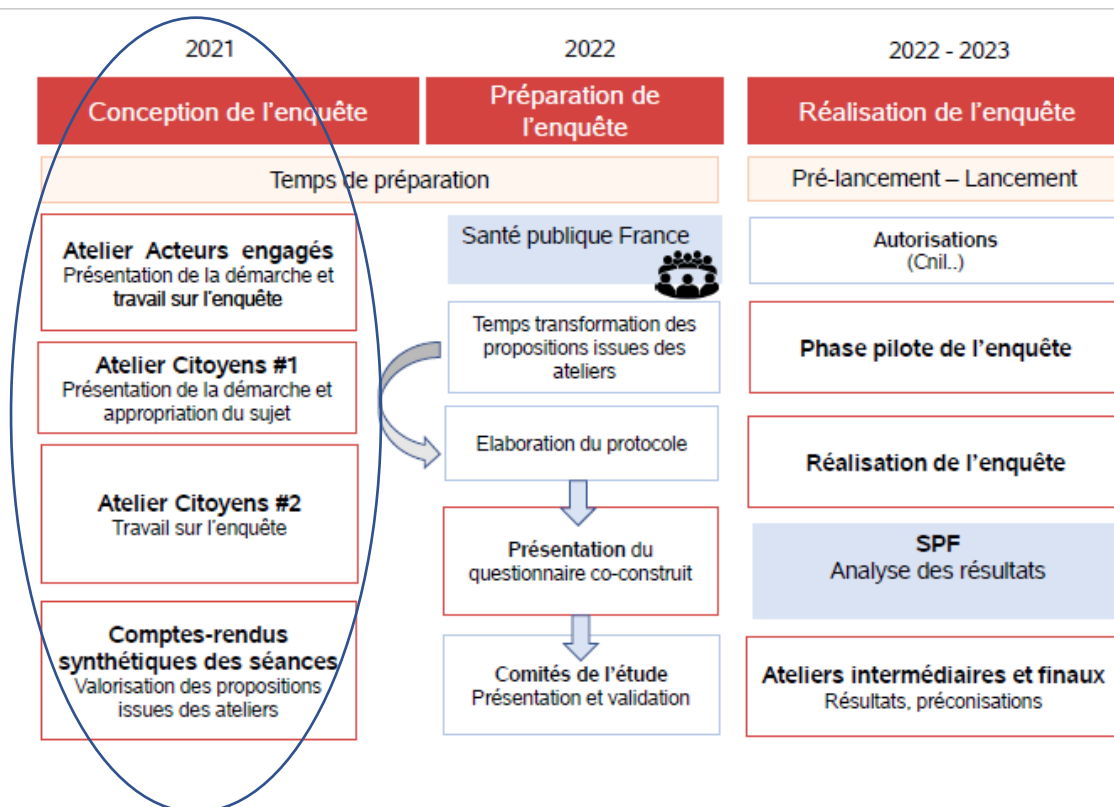 2021
2022
2022 - 2023
Conception de l'enquête
Préparation de
l'enquête
Réalisation de l'enquête
Temps de préparation
Pré-lancement – Lancement
Atelier Acteurs engagés
Présentation de la démarche et
travail sur l'enquête
Atelier Citoyens #1
Présentation de la démarche et
appropriation du sujet
Atelier Citoyens #2
Travail sur l'enquête
Comptes-rendus
synthétiques des séances
Valorisation des propositions
issues des ateliers
Santé publique France
Temps transformation des
propositions issues des
ateliers
Elaboration du protocole
Présentation du
questionnaire co-construit
Comités de l'étude
Présentation et validation
Autorisations
(Cnil..)
Phase pilote de l'enquête
Réalisation de l'enquête
SPF
Analyse des résultats
Ateliers intermédiaires et finaux
Résultats, préconisations